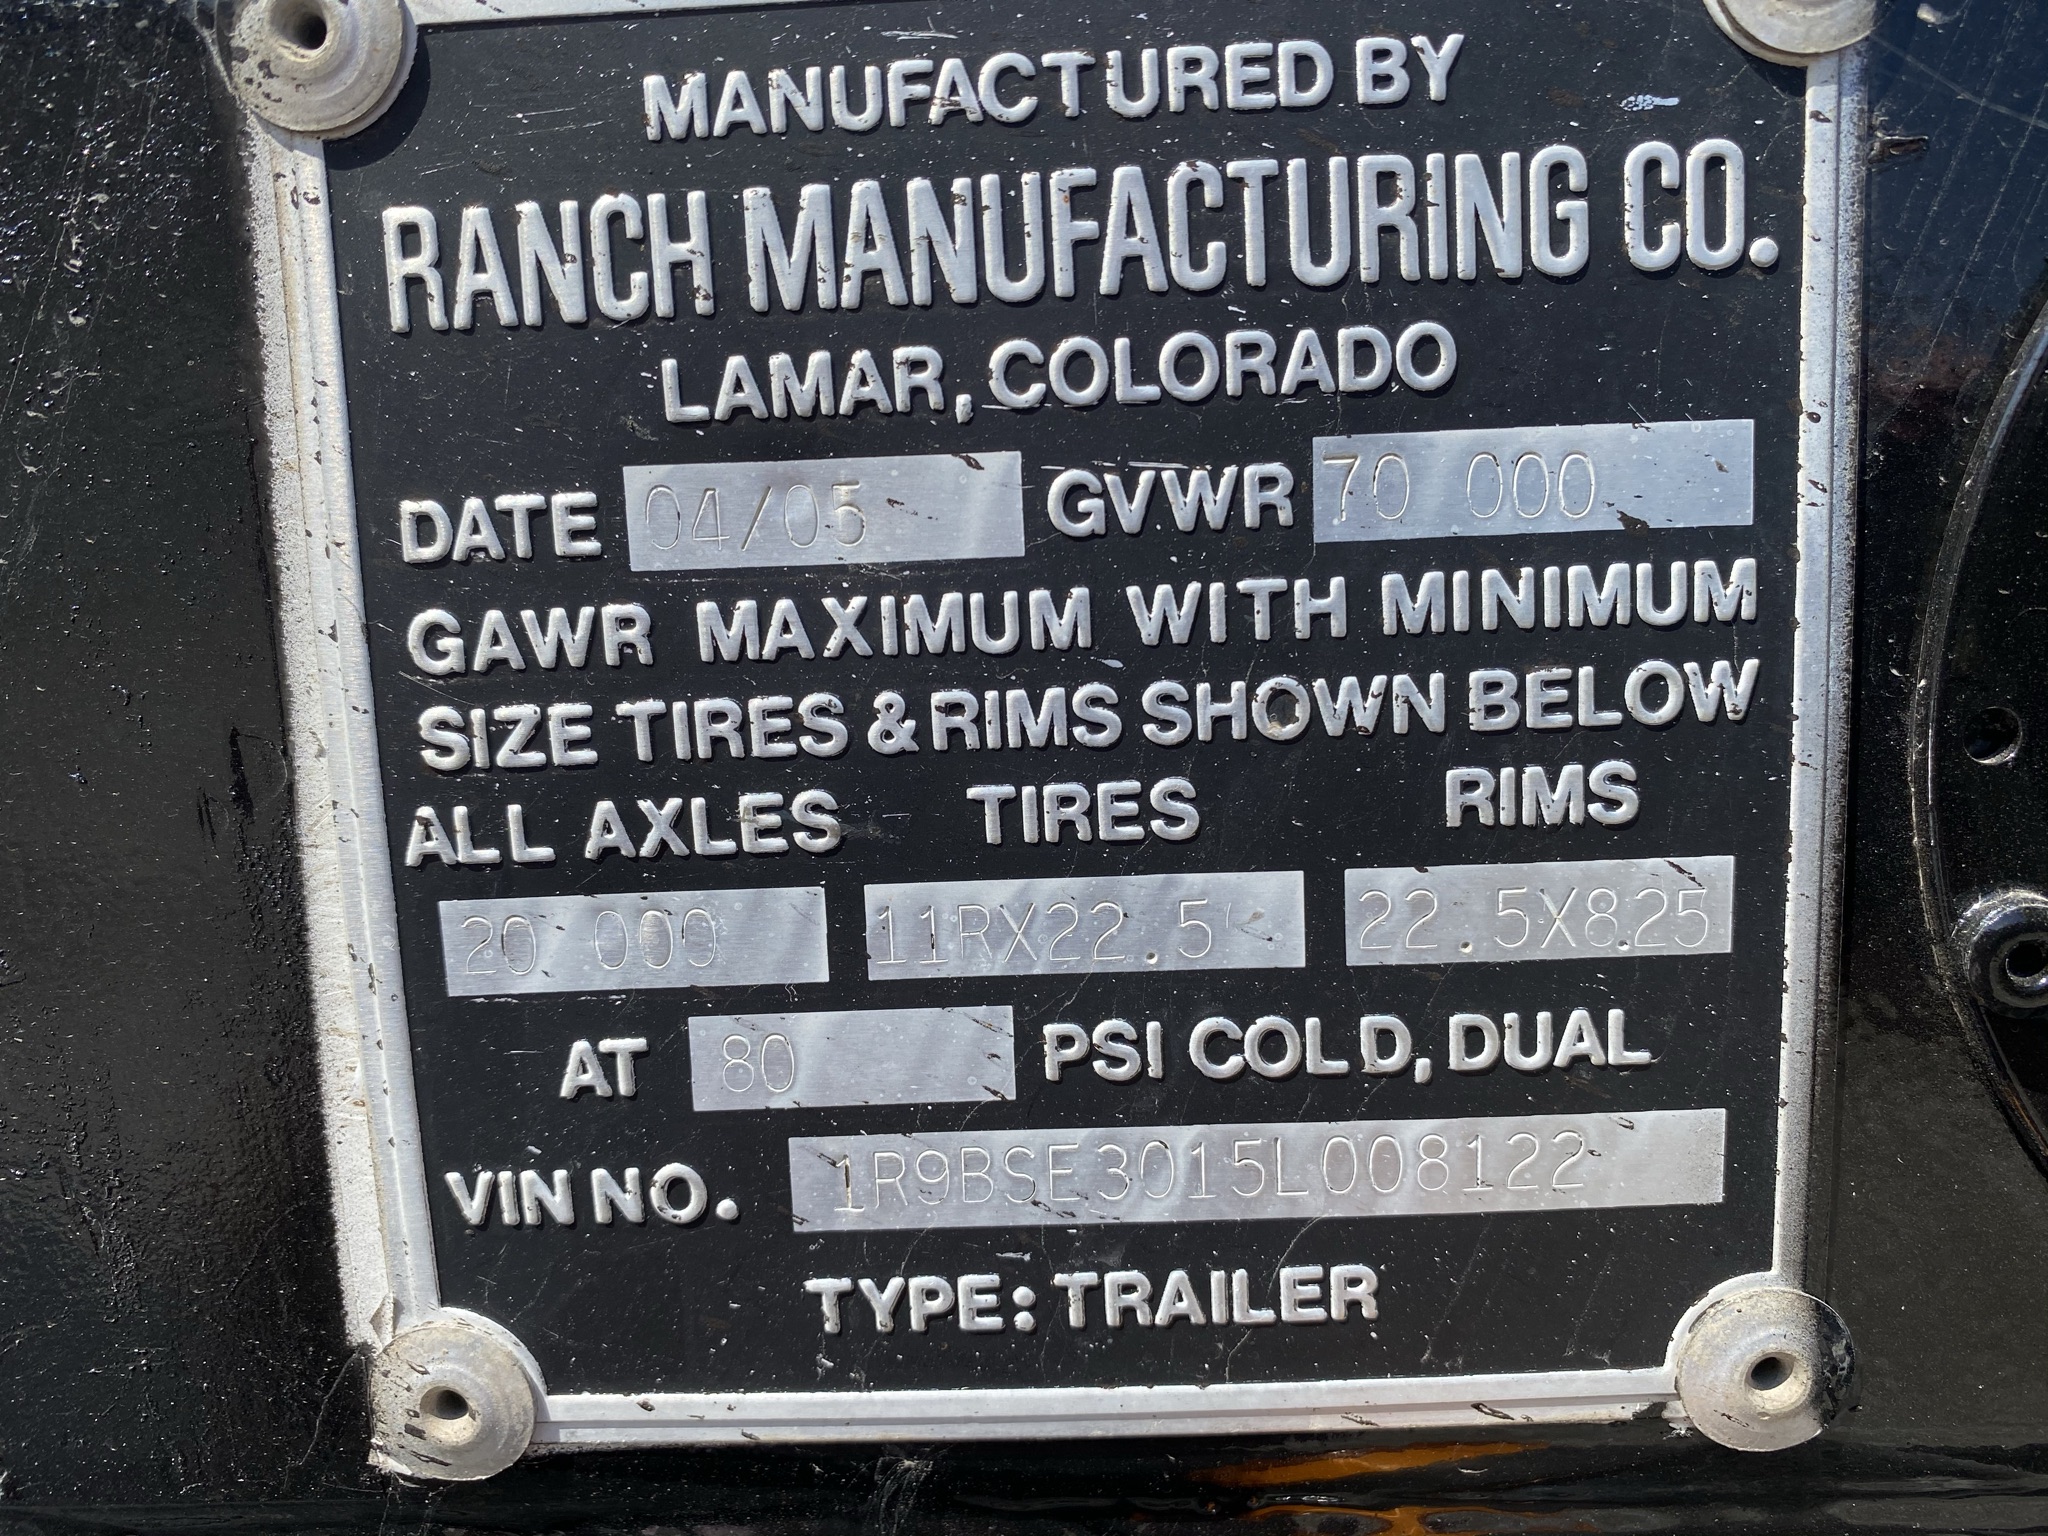 MANUFACTURED BY
RANCH MANUFACTURING CO.
LAMAR, COLORADO
DATE 04/05 GVWR 70 000
GAWR MAXIMUM WITH MINIMUM
SIZE TIRES & RIMS SHOWN BELOW
ALL AXLES TIRES RIMS
20 000 11RX22.5 22.5X8.25
AT 80 PSI COLD, DUAL
VIN NO. 1R9BSE3015L008122
TYPE: TRAILER